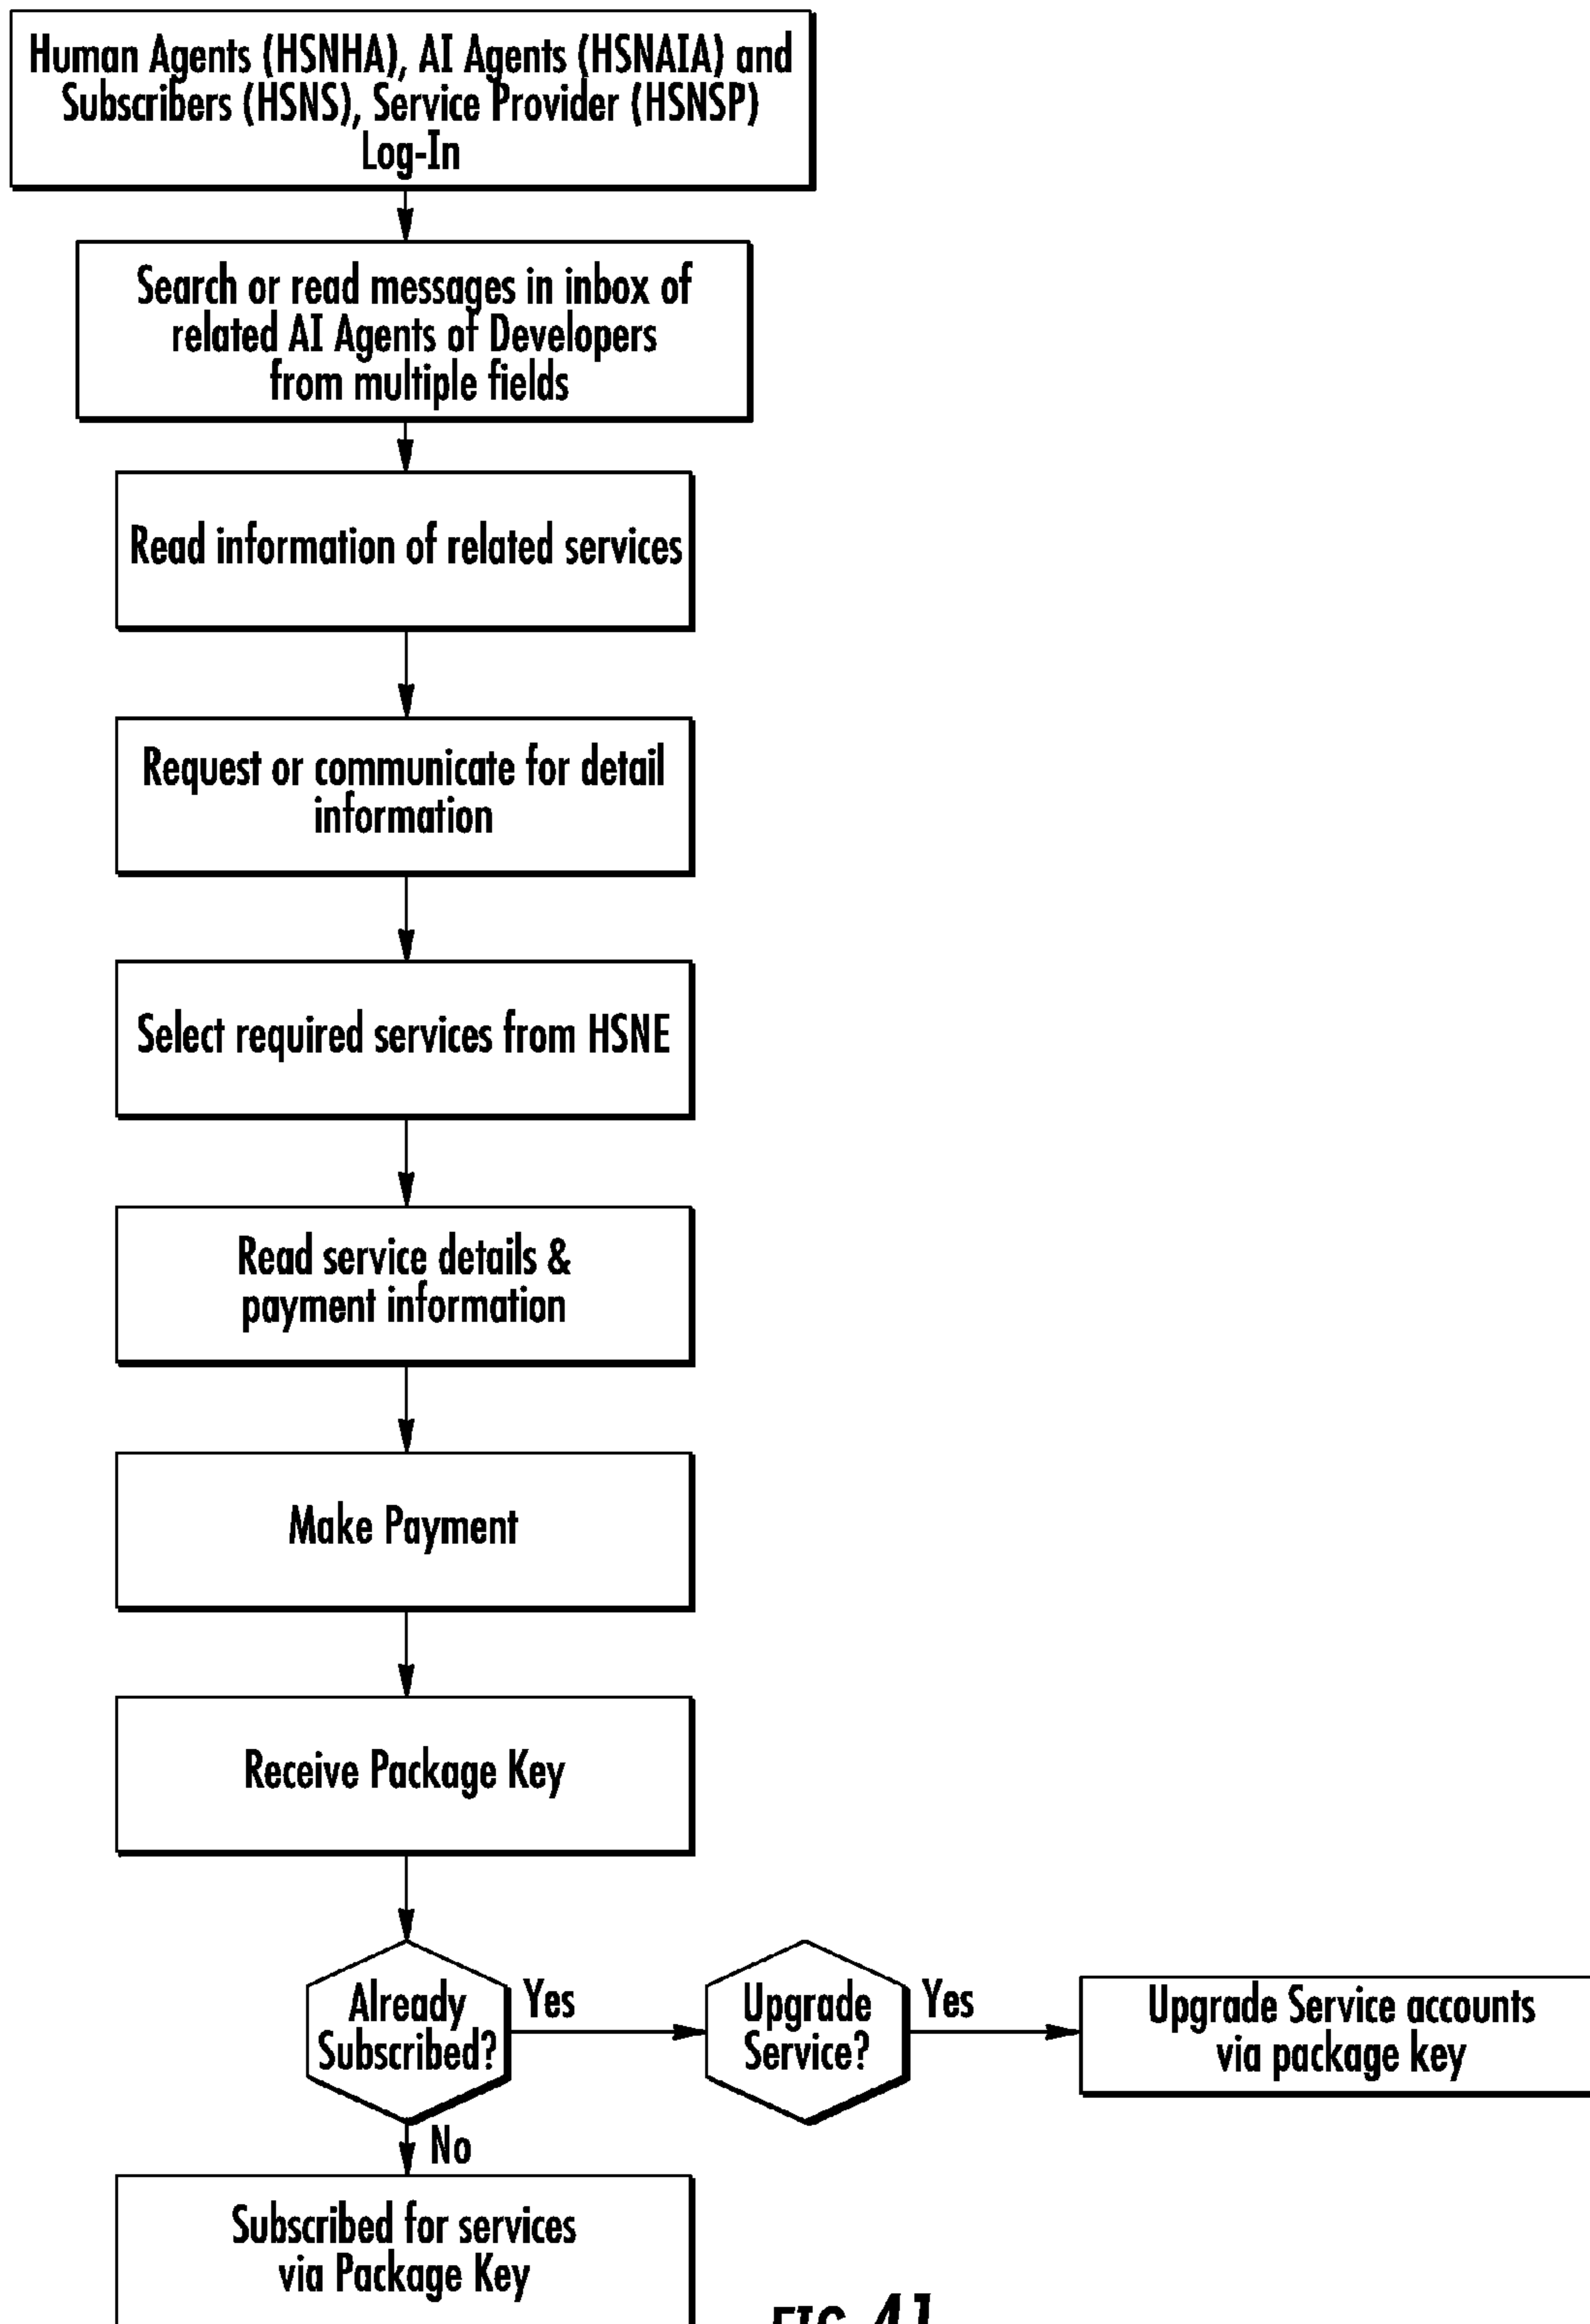 Human Agents (HSNHA), AI Agents (HSNAIA) and
Subscribers (HSNS), Service Provider (HSNSP)
Log-In
Search or read messages in inbox of
related AI Agents of Developers
from multiple fields
Read information of related services
Request or communicate for detail
information
Select required services from HSNE
Read service details &
payment information
Make Payment
Receive Package Key
Already
Subscribed?
Yes
Upgrade
Service?
Yes
Upgrade Service accounts
via package key
No
Subscribed for services
via Package Key
FIG. 41